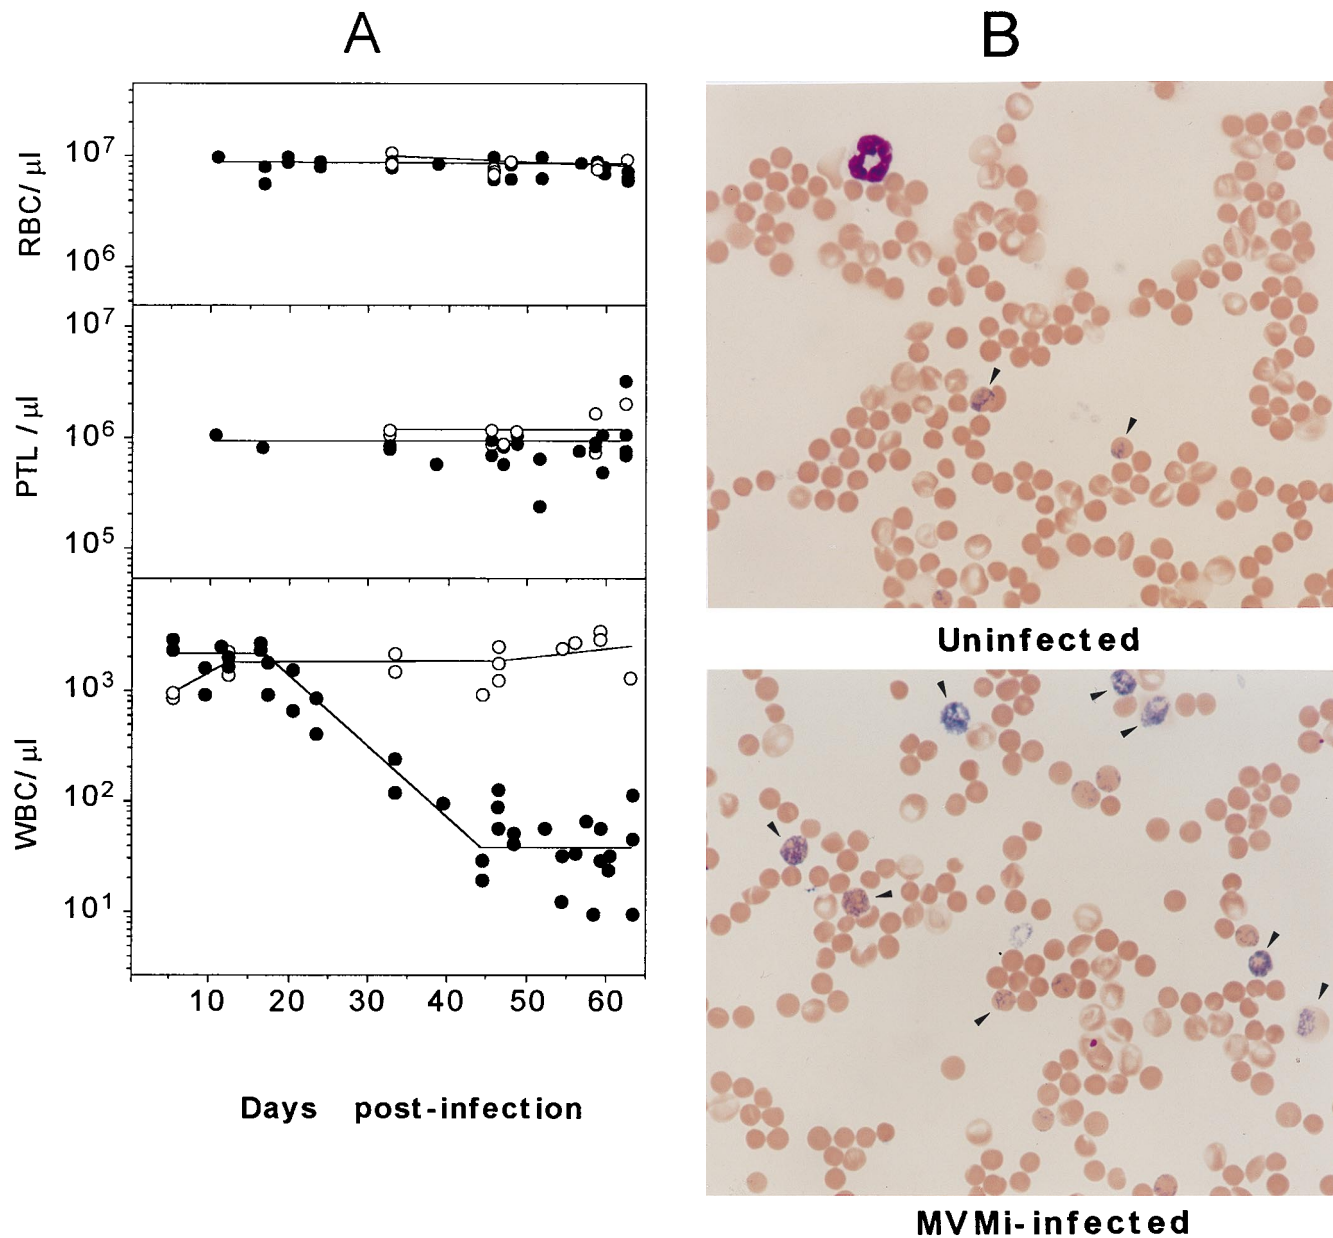 A
B
RBC/ µl
10^7
10^6
PTL /µl
10^7
10^6
10^5
WBC/ µl
10^3
10^2
10^1
10 20 30 40 50 60
Days post-infection
Uninfected
MVMi-infected